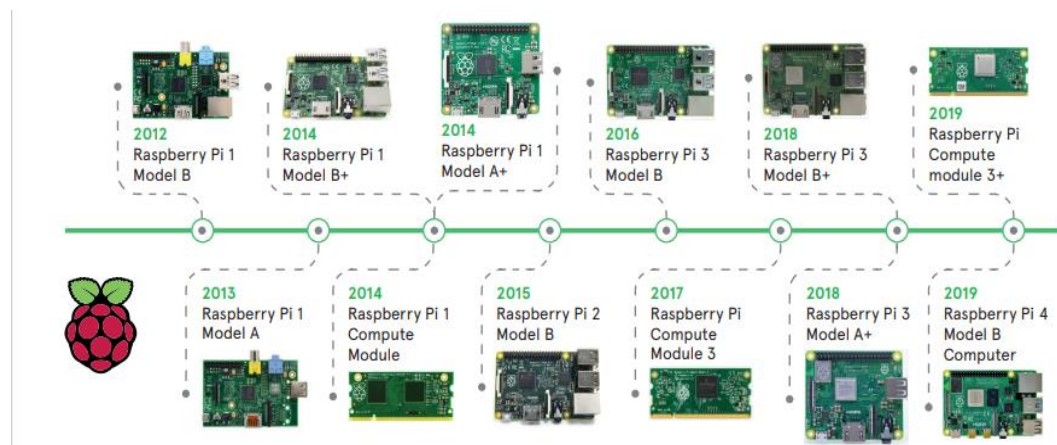 2012
Raspberry Pi 1
Model B
2014
Raspberry Pi 1
Model B+
2014
Raspberry Pi 1
Model A+
2016
Raspberry Pi 3
Model B
2018
Raspberry Pi 3
Model B+
2019
Raspberry Pi
Compute
module 3+
2013
Raspberry Pi 1
Model A
2014
Raspberry Pi 1
Compute
Module
2015
Raspberry Pi 2
Model B
2017
Raspberry Pi
Compute
Module 3
2018
Raspberry Pi 3
Model A+
2019
Raspberry Pi 4
Model B
Computer